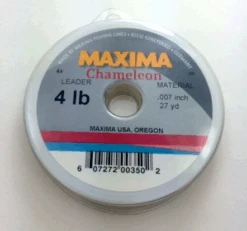 MAXIMA
Chameleon
LEADER MATERIAL
4 lb .007 inch
27 yd
MAXIMA USA, OREGON
6 07272 00350 2